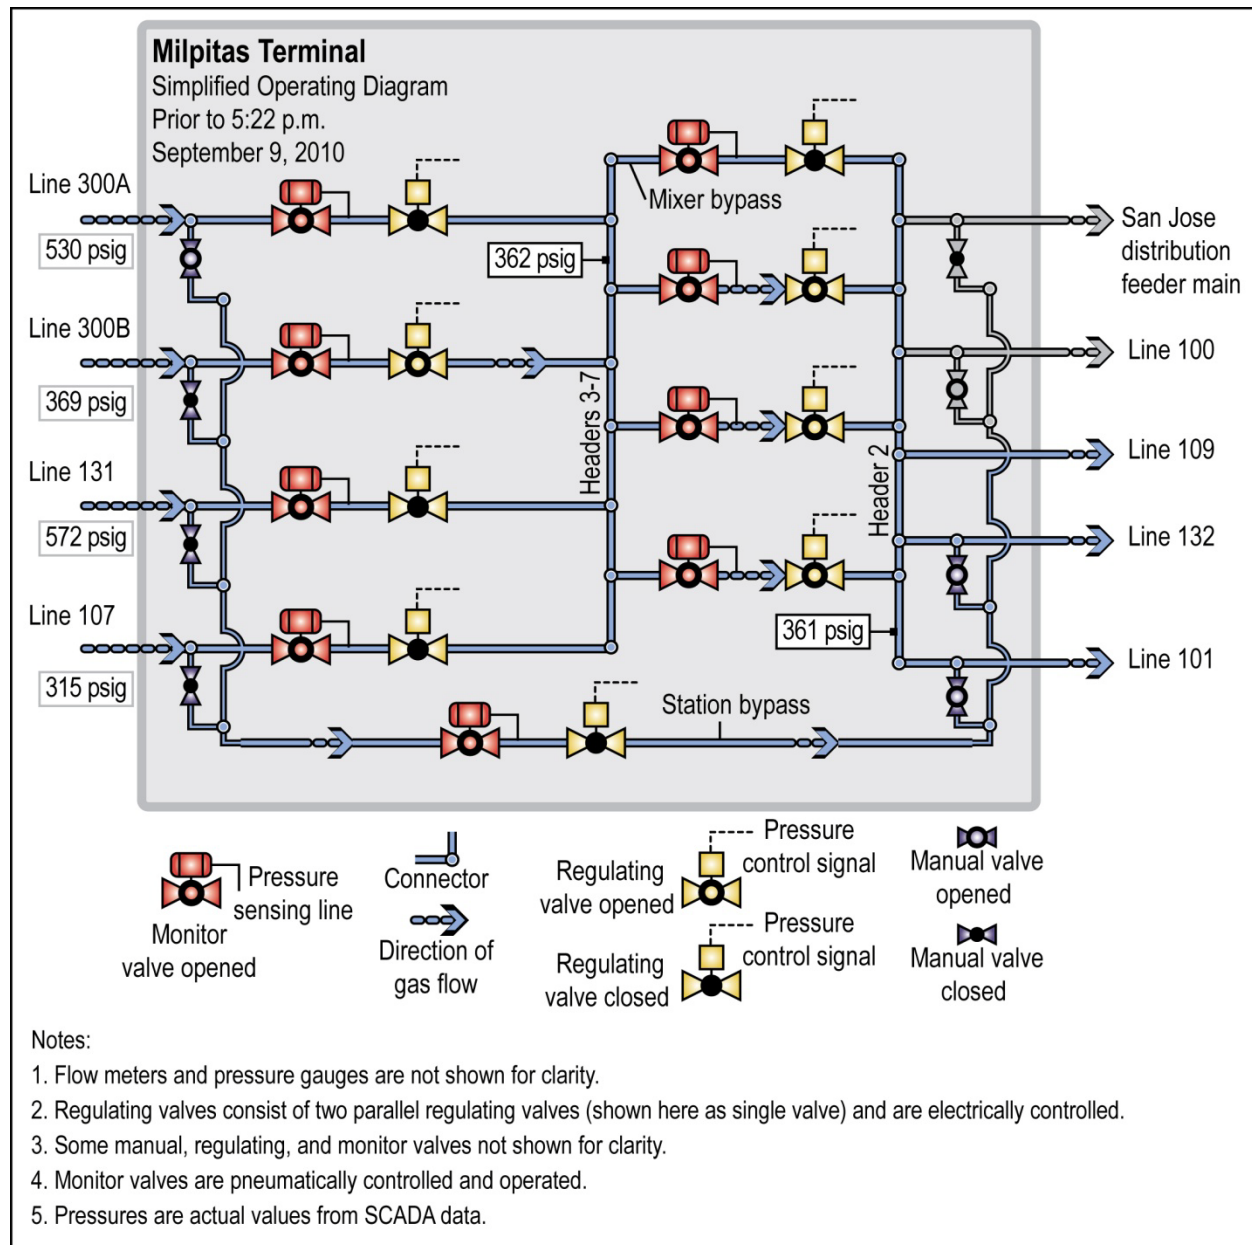 Milpitas Terminal
Simplified Operating Diagram
Prior to 5:22 p.m.
September 9, 2010
Line 300A
530 psig
Line 300B
369 psig
Line 131
572 psig
Line 107
315 psig
362 psig
Mixer bypass
Headers 3-7
Header 2
361 psig
Station bypass
San Jose
distribution
feeder main
Line 100
Line 109
Line 132
Line 101
Pressure
sensing line
Monitor
valve opened
Connector
Direction of
gas flow
Pressure
control signal
Regulating
valve opened
Pressure
control signal
Regulating
valve closed
Manual valve
opened
Manual valve
closed
Notes:
1. Flow meters and pressure gauges are not shown for clarity.
2. Regulating valves consist of two parallel regulating valves (shown here as single valve) and are electrically controlled.
3. Some manual, regulating, and monitor valves not shown for clarity.
4. Monitor valves are pneumatically controlled and operated.
5. Pressures are actual values from SCADA data.